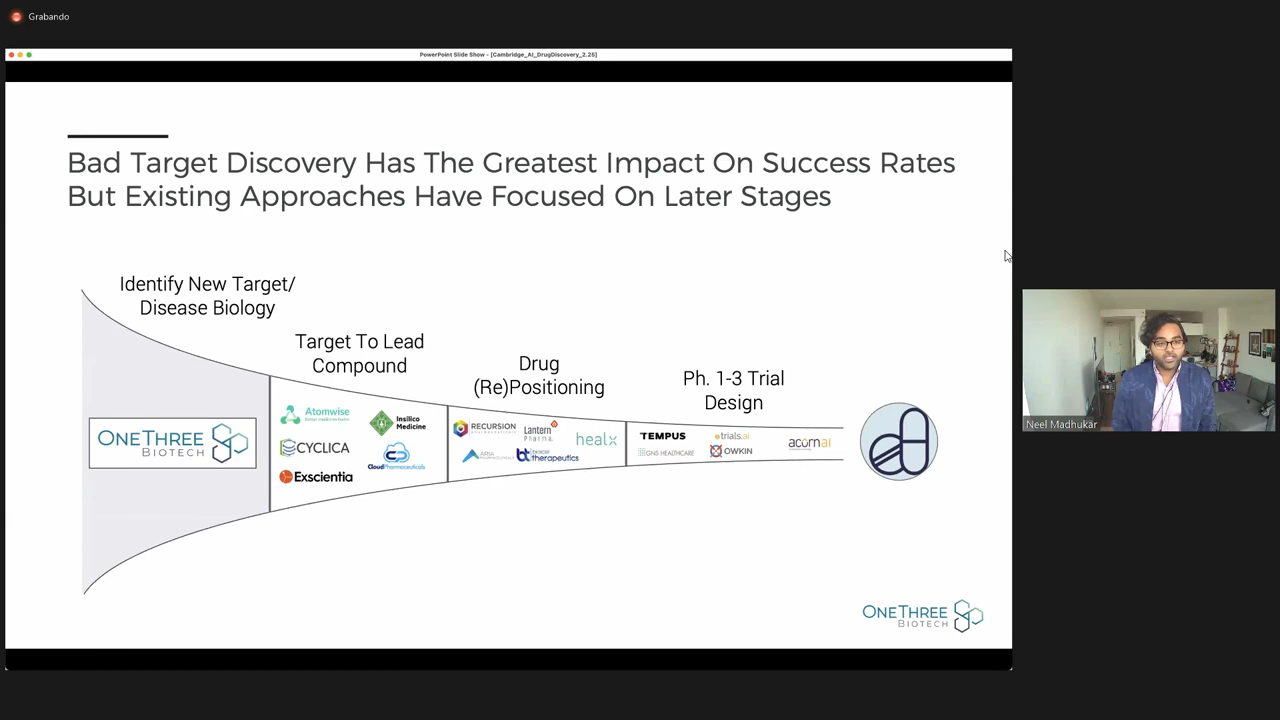 Grabando
PowerPoint Slide Show - [Cambridge_AI_DrugDiscovery_2.25]
Bad Target Discovery Has The Greatest Impact On Success Rates
But Existing Approaches Have Focused On Later Stages
Identify New Target/
Disease Biology
Target To Lead
Compound
Drug
(Re)Positioning
Ph. 1-3 Trial
Design
ONETHREE
BIOTECH
Atomwise
Insilico
Medicine
CYCLICA
CloudPharmaceuticals
Exscientia
RECURSION
Lantern
Pharma.
healx
ARIA
therapeutics
TEMPUS
trials.ai
GNS HEALTHCARE
OWKIN
acornai
Neel Madhukar
ONETHREE
BIOTECH